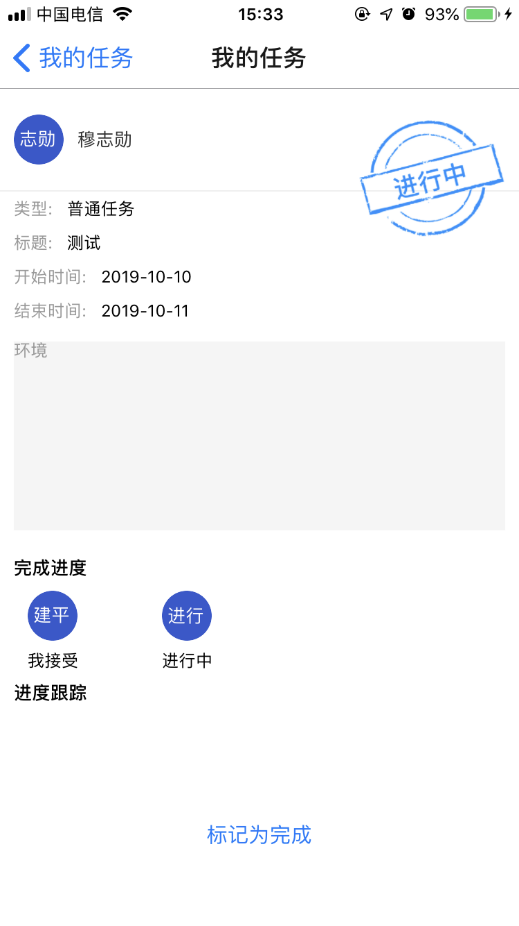 中国电信 15:33 93%
我的任务 我的任务
志勋 穆志勋
进行中
类型: 普通任务
标题: 测试
开始时间: 2019-10-10
结束时间: 2019-10-11
环境
完成进度
建平 进行
我接受 进行中
进度跟踪
标记为完成